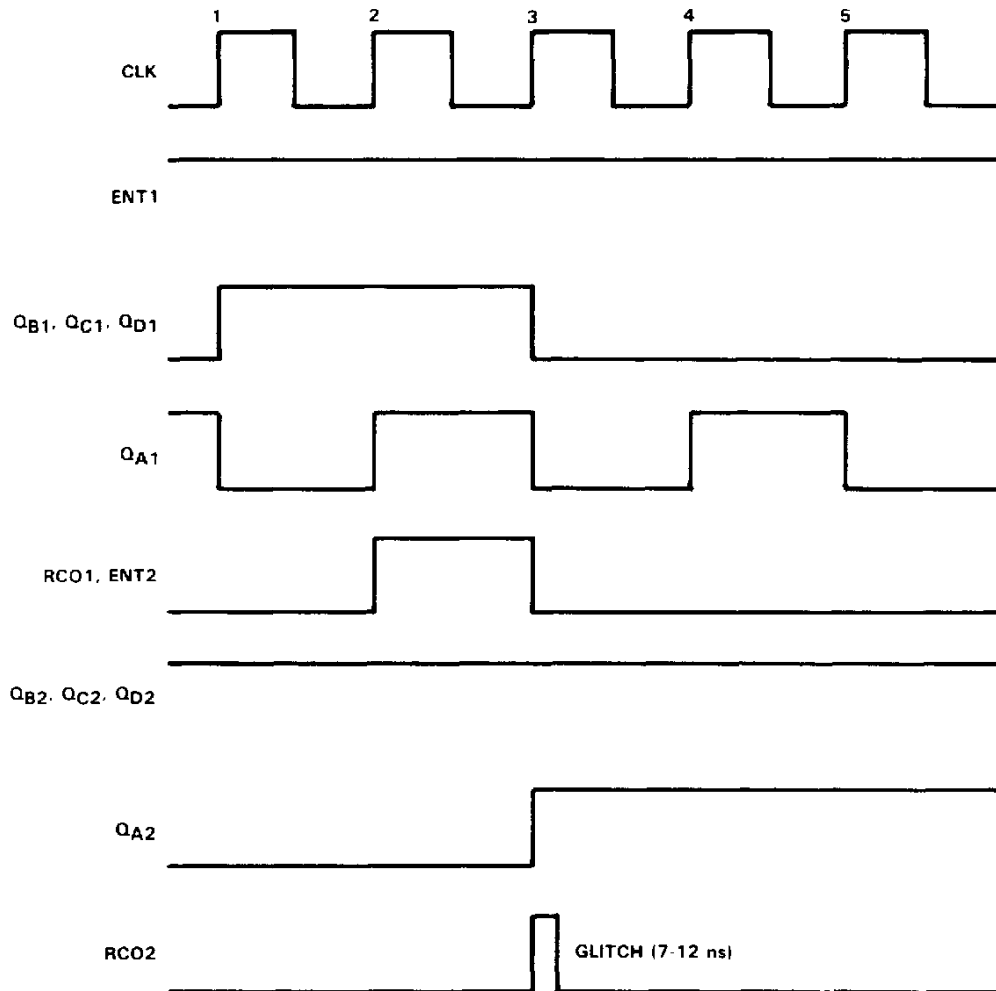 1 2 3 4 5
CLK
ENT1
QB1, QC1, QD1
QA1
RCO1, ENT2
QB2, QC2, QD2
QA2
RCO2
GLITCH (7-12 ns)